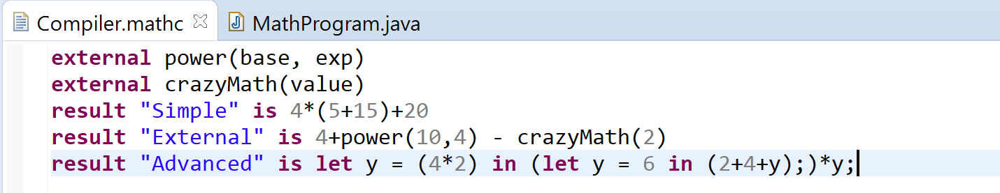 Compiler.mathc MathProgram.java
external power(base, exp)
external crazyMath(value)
result "Simple" is 4*(5+15)+20
result "External" is 4+power(10,4) - crazyMath(2)
result "Advanced" is let y = (4*2) in (let y = 6 in (2+4+y);)*y;